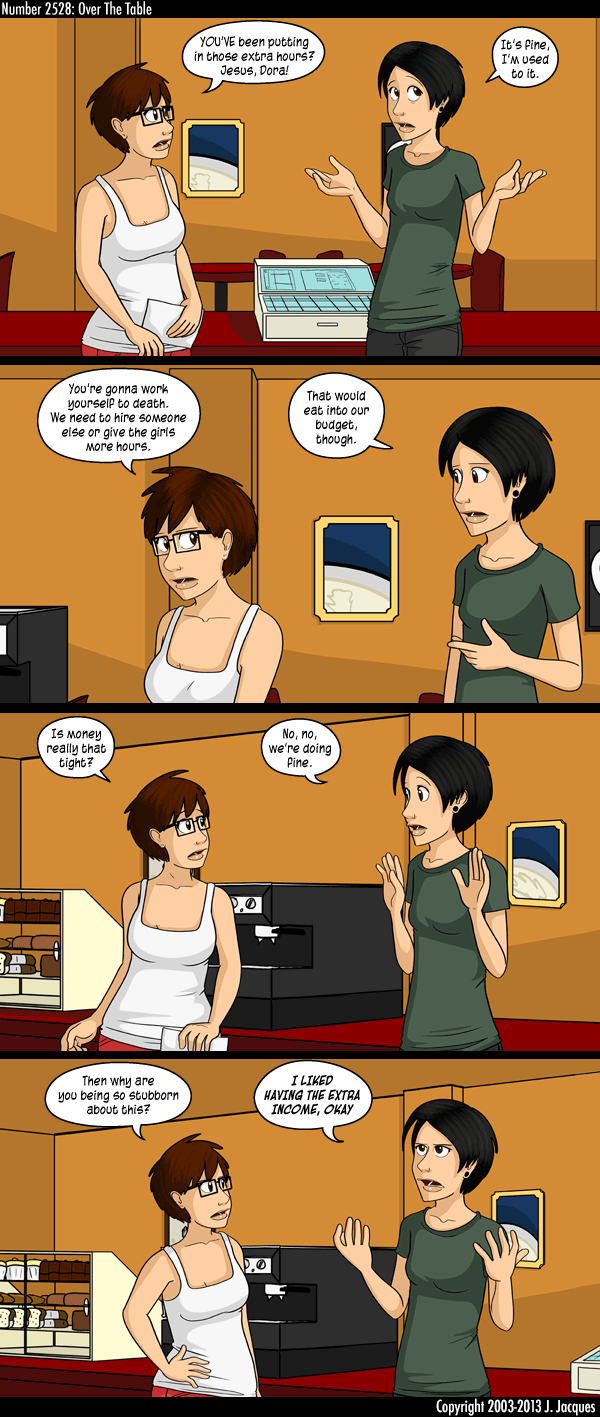 Number 2528: Over The Table
YOU'VE been putting
in those extra hours?
Jesus, Dora!
It's fine,
I'm used
to it.
You're gonna work
yourself to death.
We need to hire someone
else or give the girls
more hours.
That would
eat into our
budget,
though.
Is money
really that
tight?
No, no,
we're doing
fine.
Then why are
you being so stubborn
about this?
I LIKED
HAVING THE EXTRA
INCOME, OKAY
Copyright 2003-2013 J. Jacques